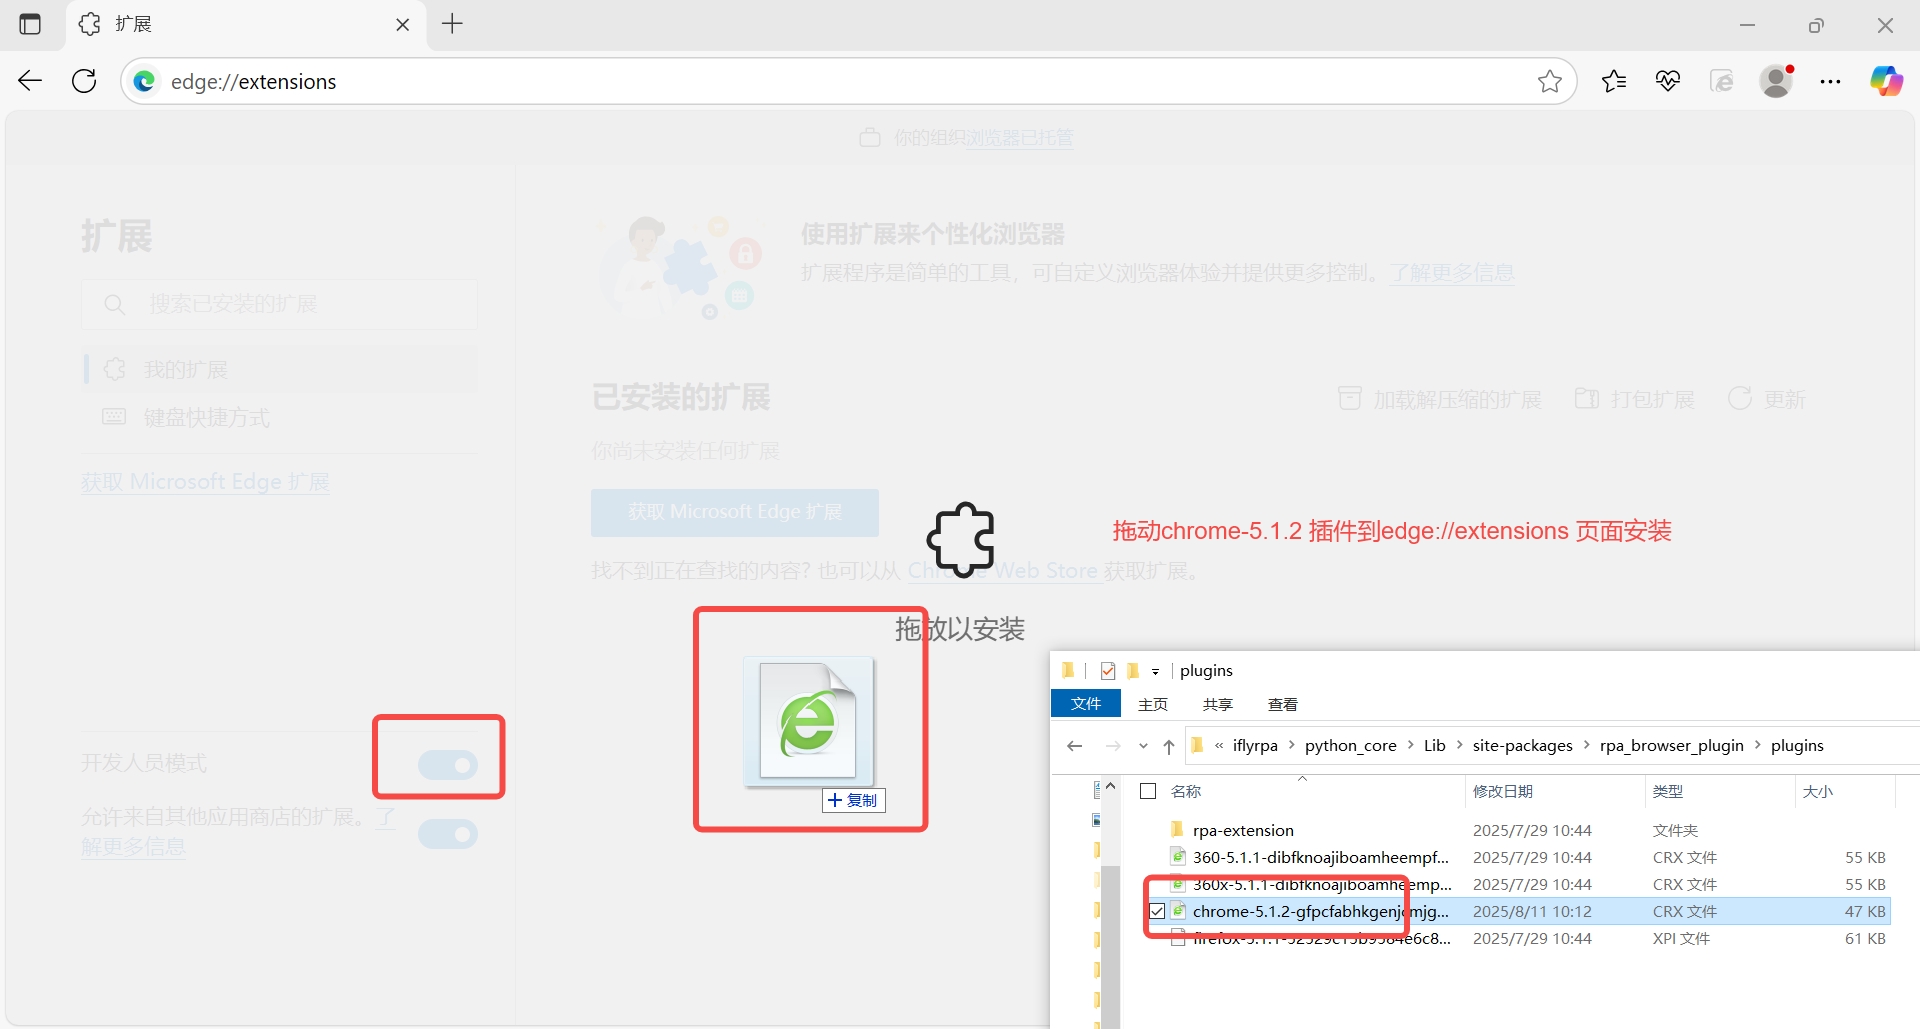 扩展
edge://extensions
你的组织浏览器已托管
扩展
搜索已安装的扩展
我的扩展
键盘快捷方式
获取 Microsoft Edge 扩展
开发人员模式
允许来自其他应用商店的扩展。了
解更多信息
使用扩展来个性化浏览器
扩展程序是简单的工具，可自定义浏览器体验并提供更多控制。了解更多信息
已安装的扩展
加载解压缩的扩展 打包扩展 更新
你尚未安装任何扩展
获取 Microsoft Edge 扩展
拖动chrome-5.1.2 插件到edge://extensions 页面安装
找不到正在查找的内容? 也可以从 Chrome Web Store 获取扩展。
拖放以安装
复制
plugins
文件 主页 共享 查看
« iflyrpa > python_core > Lib > site-packages > rpa_browser_plugin > plugins
名称 修改日期 类型 大小
rpa-extension 2025/7/29 10:44 文件夹
360-5.1.1-dibfknoajiboamheempf... 2025/7/29 10:44 CRX 文件 55 KB
360x-5.1.1-dibfknoajiboamheemp... 2025/7/29 10:44 CRX 文件 55 KB
chrome-5.1.2-gfpcfabhkgenjcmjg... 2025/8/11 10:12 CRX 文件 47 KB
2025/7/29 10:44 XPI 文件 61 KB